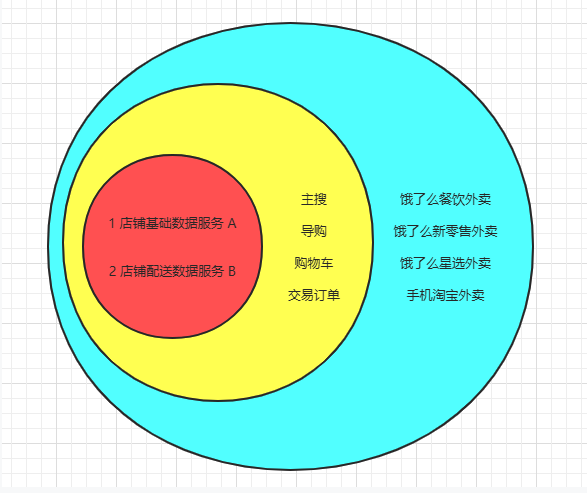 1 店铺基础数据服务 A
2 店铺配送数据服务 B
主搜
导购
购物车
交易订单
饿了么餐饮外卖
饿了么新零售外卖
饿了么星选外卖
手机淘宝外卖